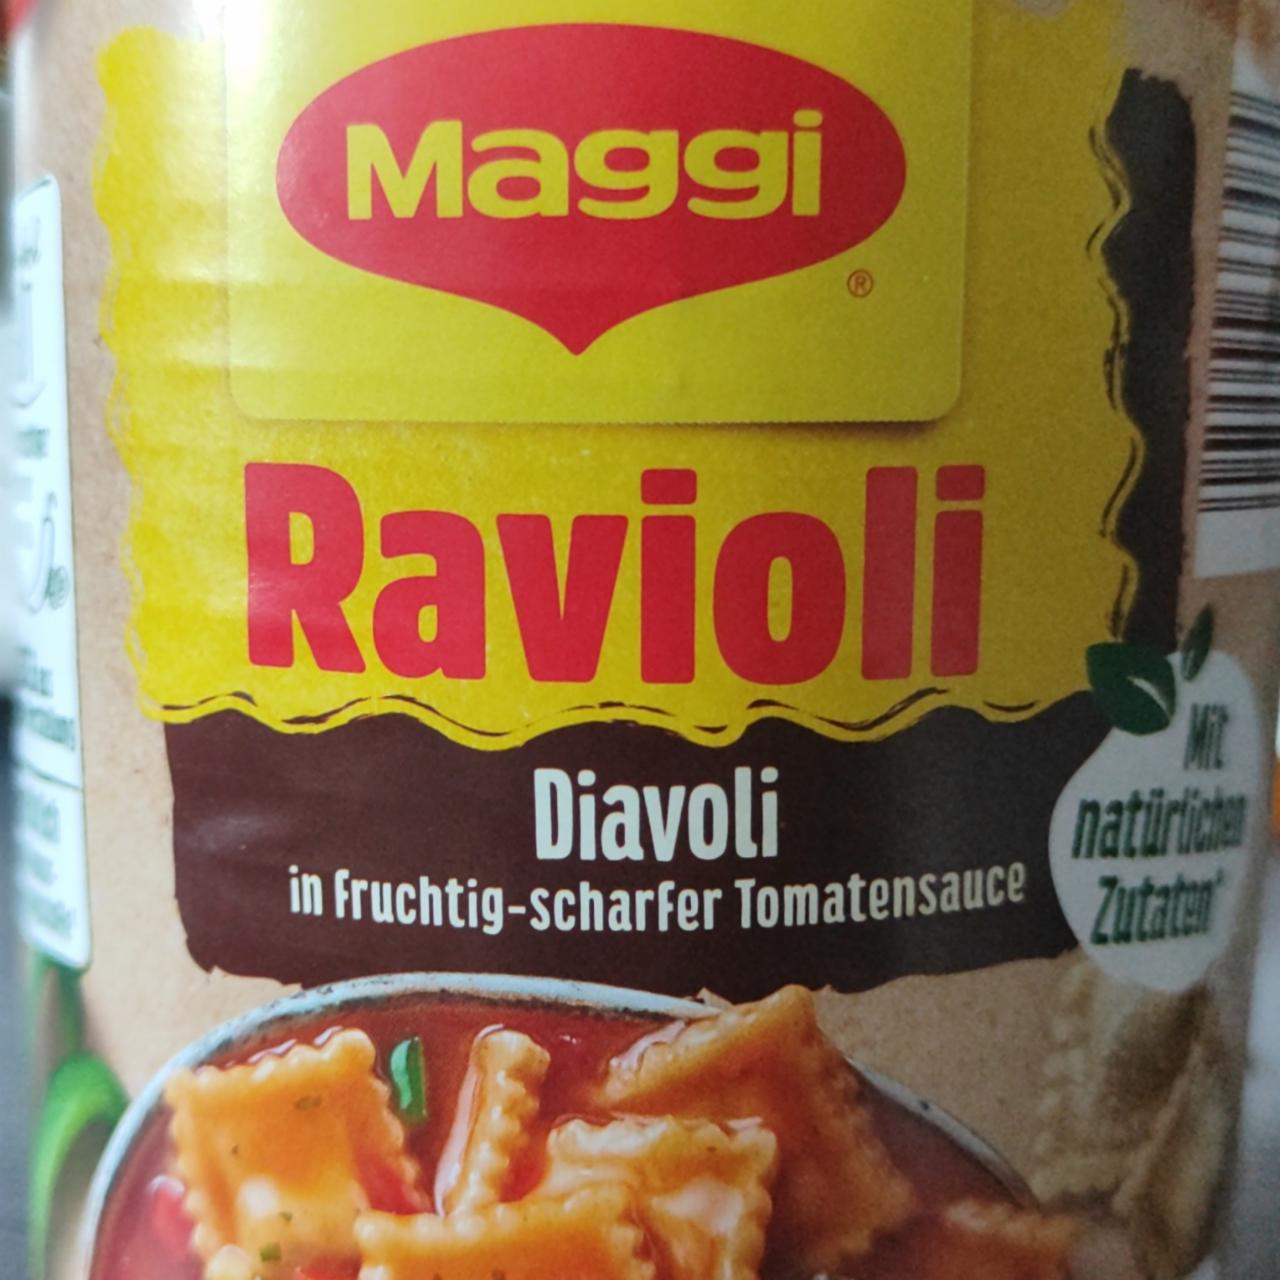 Maggi
®
Ravioli
Diavoli
in fruchtig-scharfer Tomatensauce
Mit
natürlichen
Zutaten*